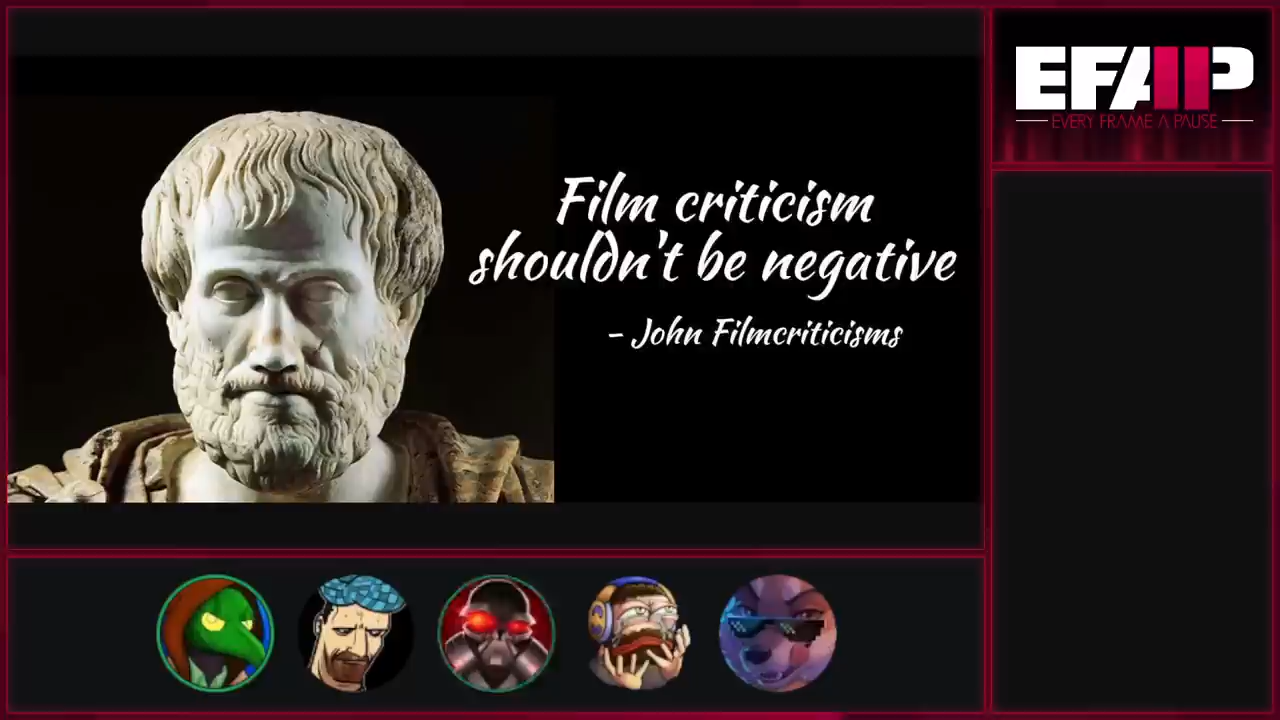 Film criticism
shouldn't be negative
- John Filmcriticisms
EFAP
EVERY FRAME A PAUSE